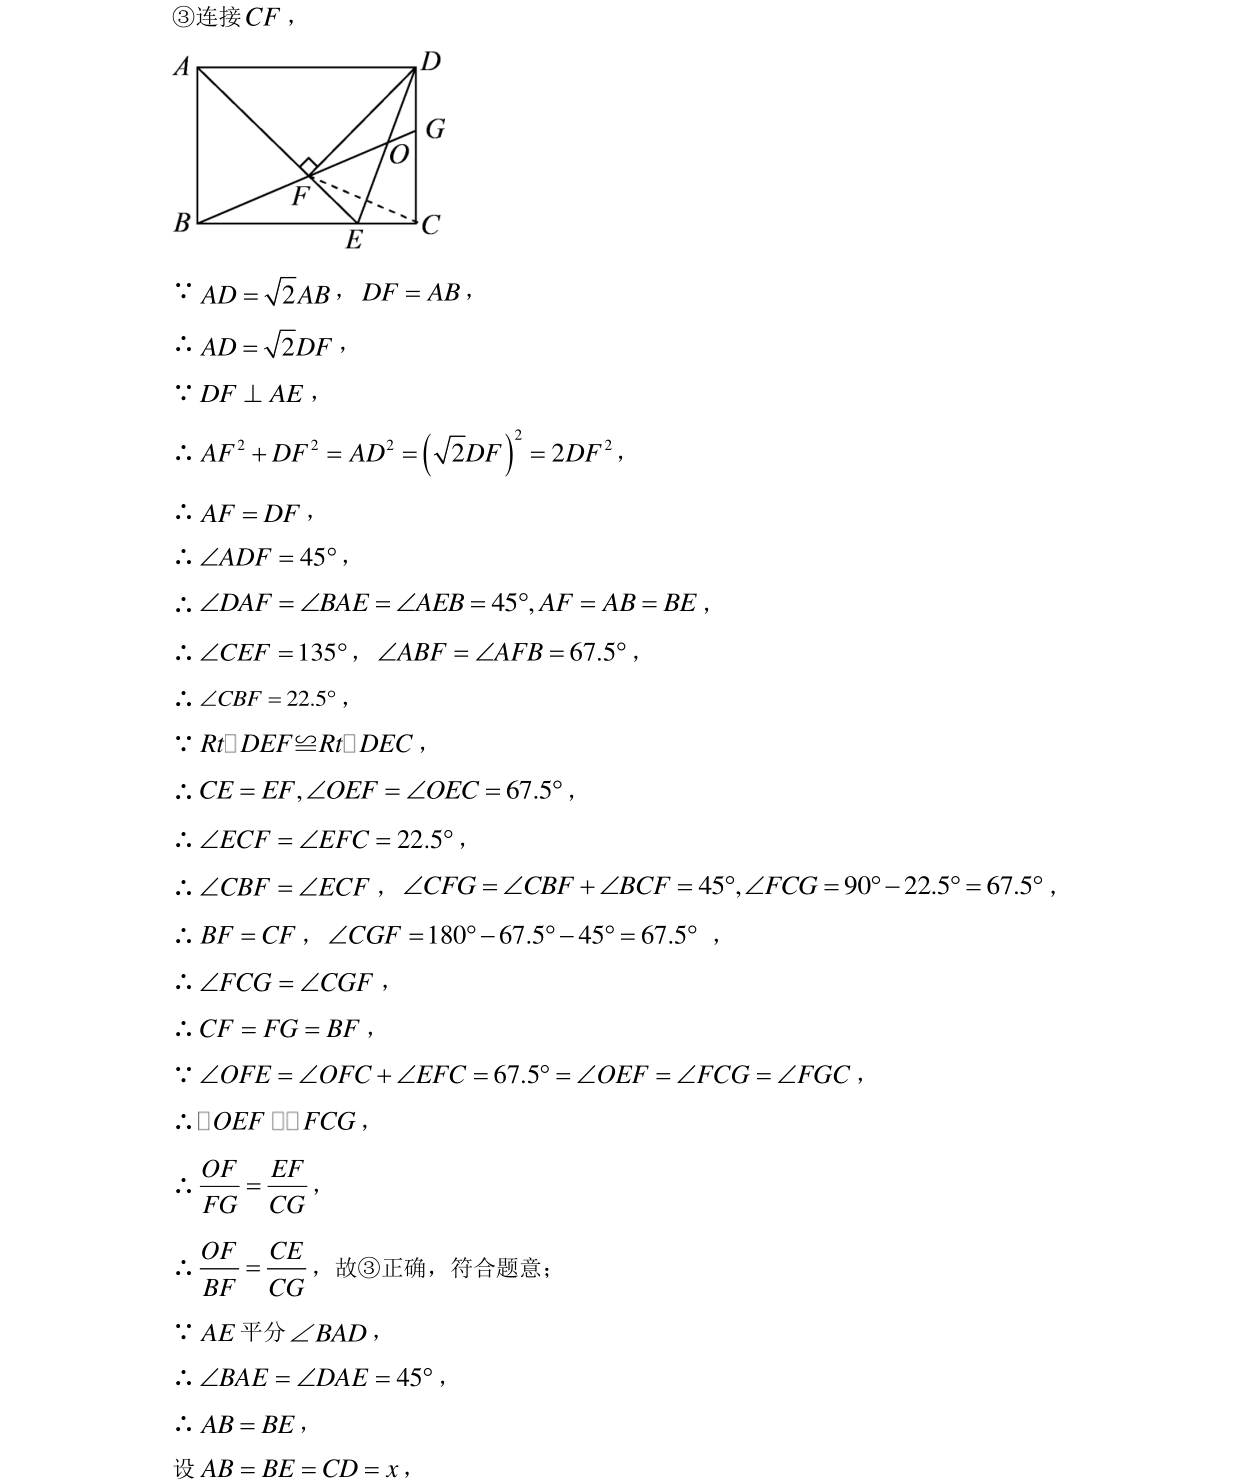 ③连接CF，
A
D
G
O
F
B
E
C
∵ AD = √2AB， DF = AB，
∴ AD = √2DF，
∵ DF ⊥ AE，
∴ AF² + DF² = AD² = (√2DF)² = 2DF²，
∴ AF = DF，
∴ ∠ADF = 45°，
∴ ∠DAF = ∠BAE = ∠AEB = 45°, AF = AB = BE，
∴ ∠CEF = 135°， ∠ABF = ∠AFB = 67.5°，
∴ ∠CBF = 22.5°，
∵ Rt□DEF≌Rt□DEC，
∴ CE = EF, ∠OEF = ∠OEC = 67.5°，
∴ ∠ECF = ∠EFC = 22.5°，
∴ ∠CBF = ∠ECF， ∠CFG = ∠CBF + ∠BCF = 45°, ∠FCG = 90° − 22.5° = 67.5°，
∴ BF = CF， ∠CGF = 180° − 67.5° − 45° = 67.5° ，
∴ ∠FCG = ∠CGF，
∴ CF = FG = BF，
∵ ∠OFE = ∠OFC + ∠EFC = 67.5° = ∠OEF = ∠FCG = ∠FGC，
∴ □OEF □□FCG，
∴ OF/FG = EF/CG，
∴ OF/BF = CE/CG，故③正确，符合题意；
∵ AE平分∠BAD，
∴ ∠BAE = ∠DAE = 45°，
∴ AB = BE，
设 AB = BE = CD = x，